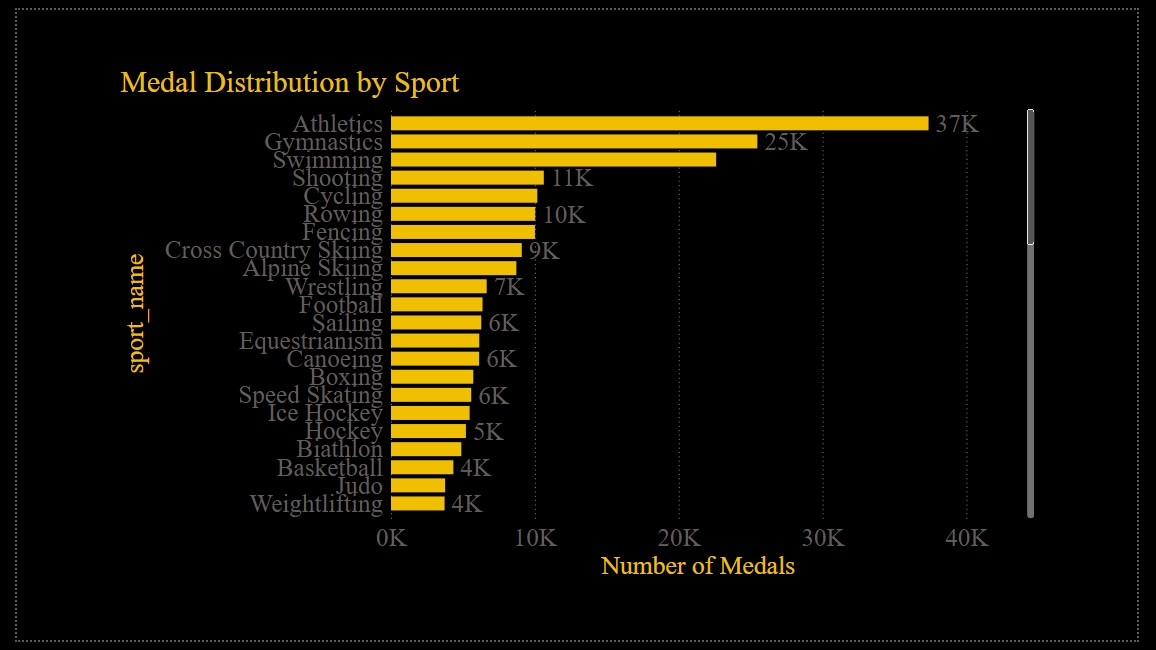 Medal Distribution by Sport
Athletics 37K
Gymnastics 25K
Swimming
Shooting 11K
Cycling
Rowing 10K
Fencing
Cross Country Skiing 9K
Alpine Skiing
Wrestling 7K
Football
Sailing 6K
Equestrianism
Canoeing 6K
Boxing
Speed Skating 6K
Ice Hockey
Hockey 5K
Biathlon
Basketball 4K
Judo
Weightlifting 4K
sport_name
0K 10K 20K 30K 40K
Number of Medals